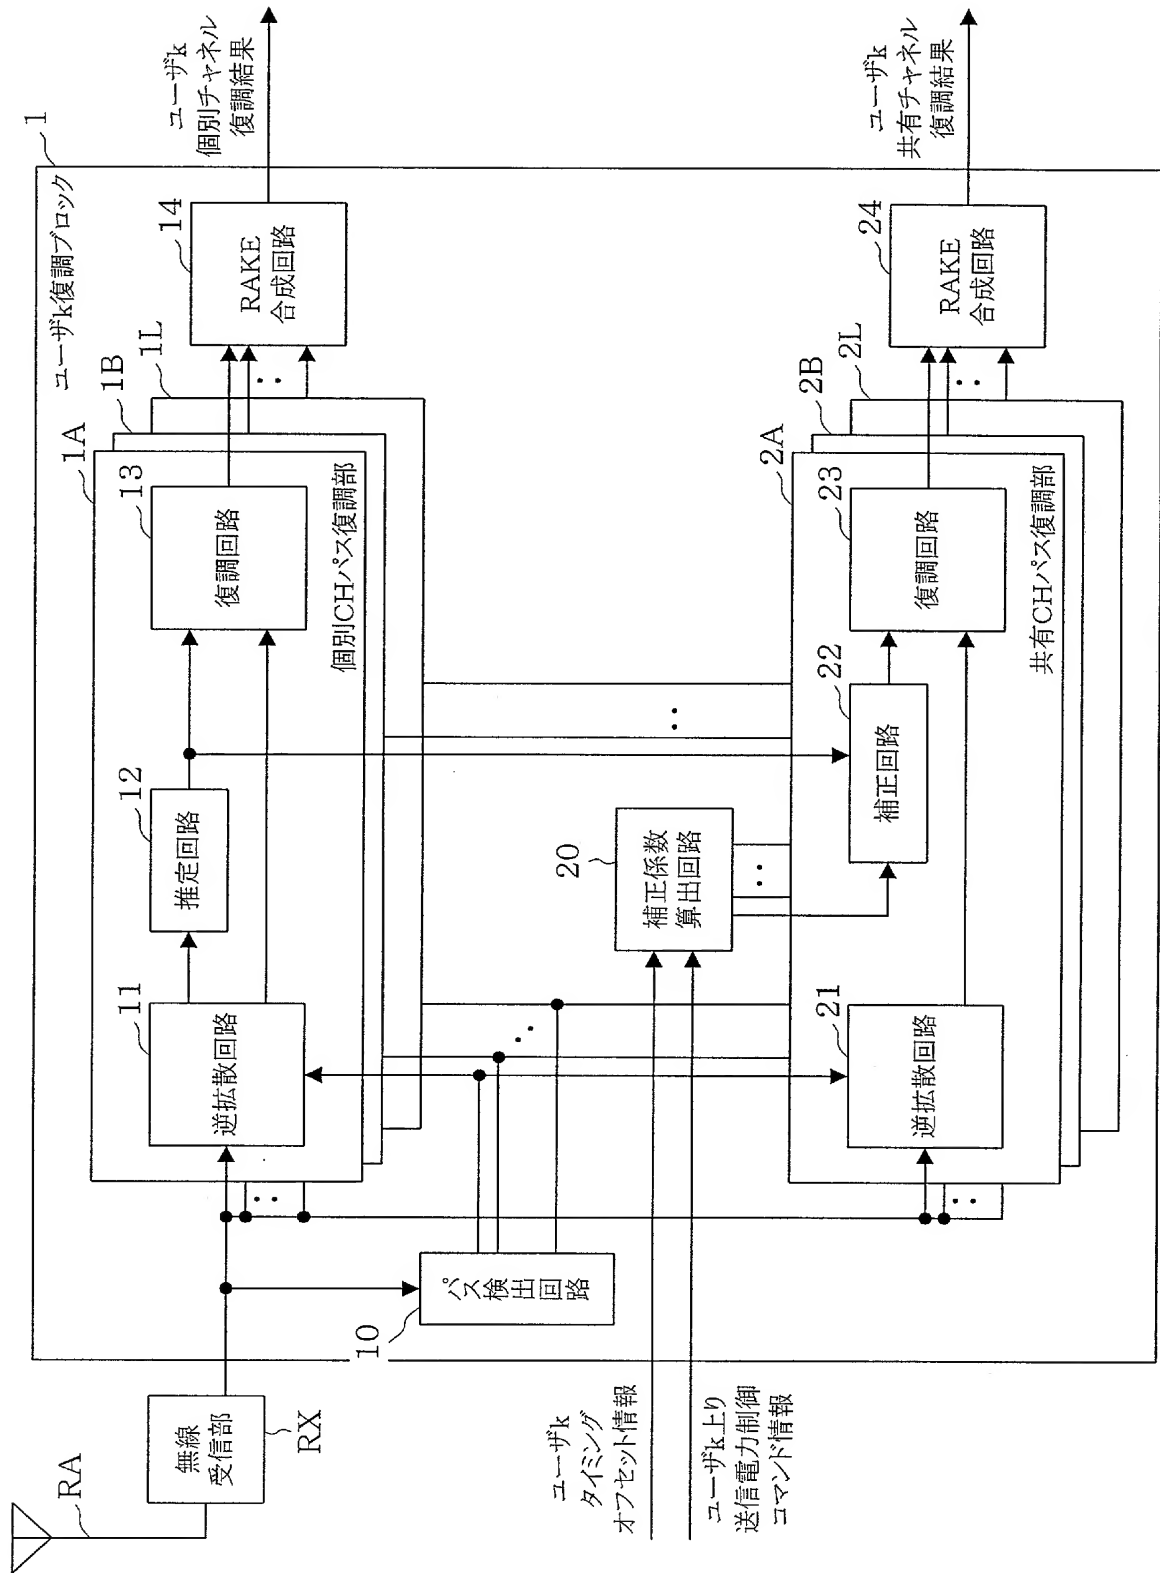 RA
無線
受信部
RX
ユーザk復調ブロック
1
パス検出回路
10
1A
1B
1L
逆拡散回路
11
推定回路
12
復調回路
13
個別CHパス復調部
RAKE
合成回路
14
ユーザk
個別チャネル
復調結果
ユーザk
タイミング
オフセット情報
ユーザk上り
送信電力制御
コマンド情報
補正係数
算出回路
20
2A
2B
2L
逆拡散回路
21
補正回路
22
復調回路
23
共有CHパス復調部
RAKE
合成回路
24
ユーザk
共有チャネル
復調結果